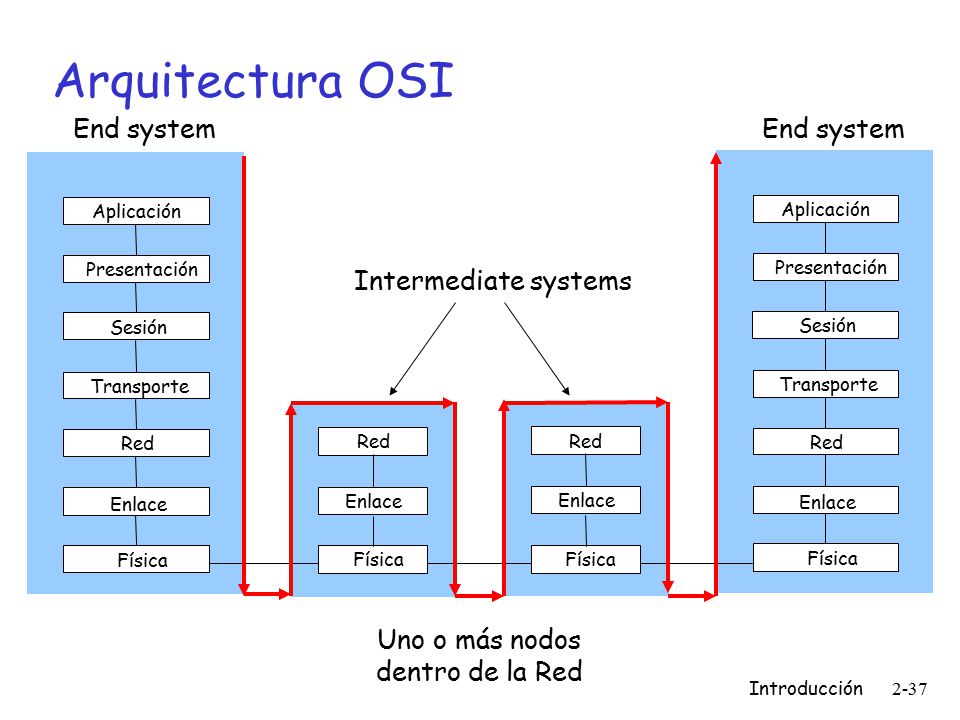 Arquitectura OSI
End system
End system
Aplicación
Presentación
Sesión
Transporte
Red
Enlace
Física
Intermediate systems
Red
Enlace
Física
Red
Enlace
Física
Aplicación
Presentación
Sesión
Transporte
Red
Enlace
Física
Uno o más nodos
dentro de la Red
Introducción 2-37